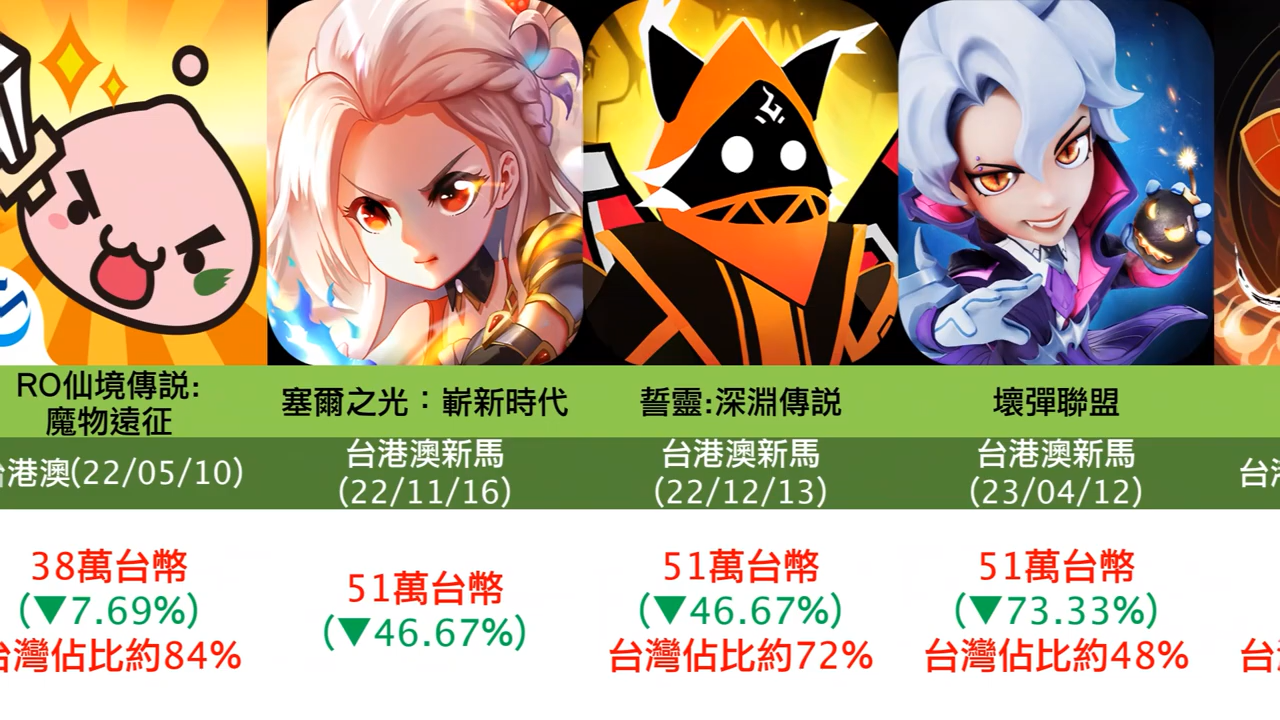 RO仙境傳説:
魔物遠征
港澳(22/05/10)
38萬台幣
(▼7.69%)
台灣佔比約84%
塞爾之光：嶄新時代
台港澳新馬
(22/11/16)
51萬台幣
(▼46.67%)
誓靈:深淵傳説
台港澳新馬
(22/12/13)
51萬台幣
(▼46.67%)
台灣佔比約72%
壞彈聯盟
台港澳新馬
(23/04/12)
51萬台幣
(▼73.33%)
台灣佔比約48%
台
台